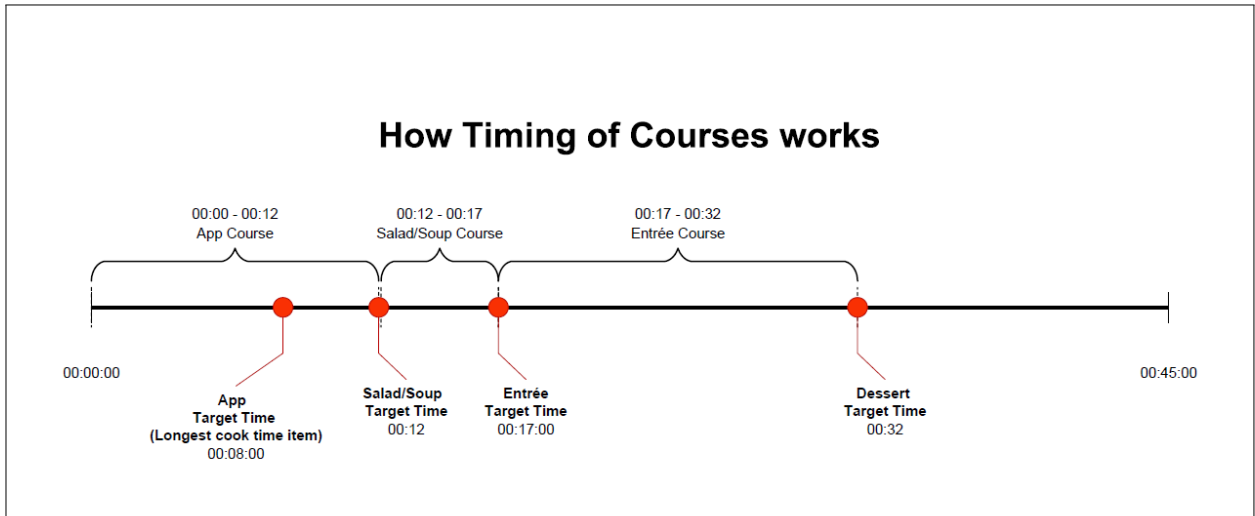 How Timing of Courses works
00:00 - 00:12
App Course
00:12 - 00:17
Salad/Soup Course
00:17 - 00:32
Entrée Course
00:00:00
00:45:00
App
Target Time
(Longest cook time item)
00:08:00
Salad/Soup
Target Time
00:12
Entrée
Target Time
00:17:00
Dessert
Target Time
00:32